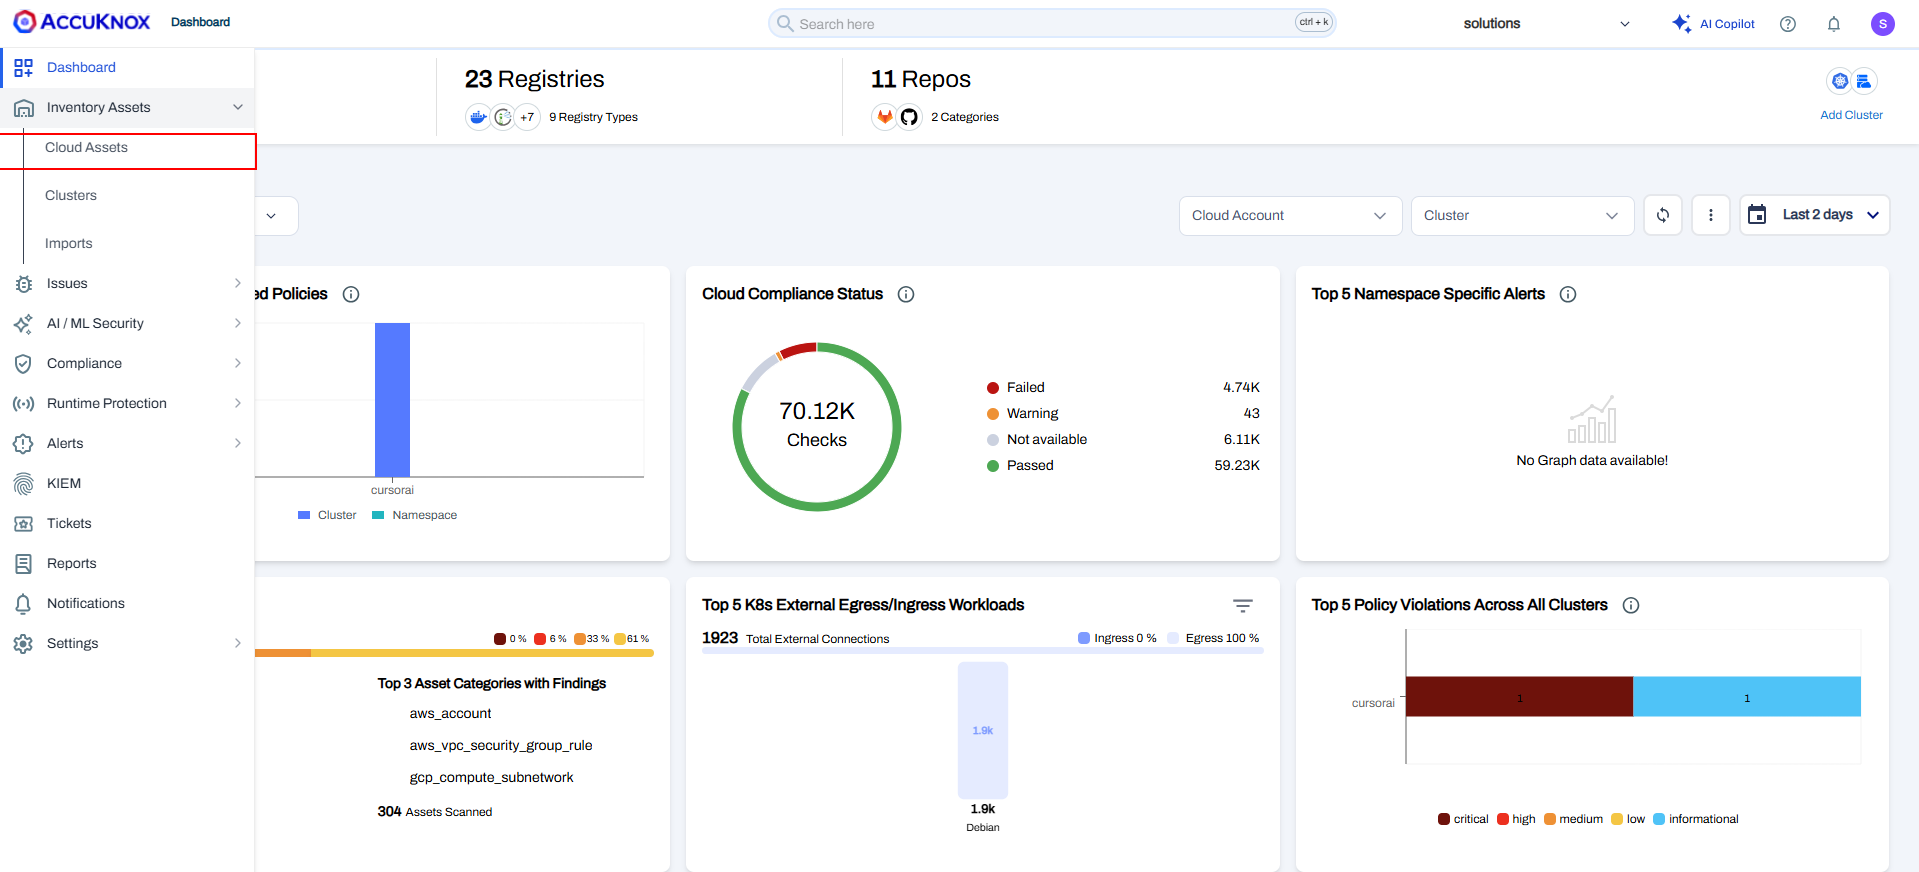 ACCUKNOX
Dashboard
Search here
ctrl + k
solutions
AI Copilot
S
Dashboard
Inventory Assets
Cloud Assets
Clusters
Imports
Issues
AI / ML Security
Compliance
Runtime Protection
Alerts
KIEM
Tickets
Reports
Notifications
Settings
23 Registries
+7
9 Registry Types
11 Repos
2 Categories
Add Cluster
Cloud Account
Cluster
Last 2 days
ed Policies
cursorai
Cluster
Namespace
Cloud Compliance Status
70.12K
Checks
Failed 4.74K
Warning 43
Not available 6.11K
Passed 59.23K
Top 5 Namespace Specific Alerts
No Graph data available!
0 % 6 % 33 % 61 %
Top 3 Asset Categories with Findings
aws_account
aws_vpc_security_group_rule
gcp_compute_subnetwork
304 Assets Scanned
Top 5 K8s External Egress/Ingress Workloads
1923 Total External Connections
Ingress 0 % Egress 100 %
1.9k
1.9k
Debian
Top 5 Policy Violations Across All Clusters
cursorai
1 1
critical high medium low informational